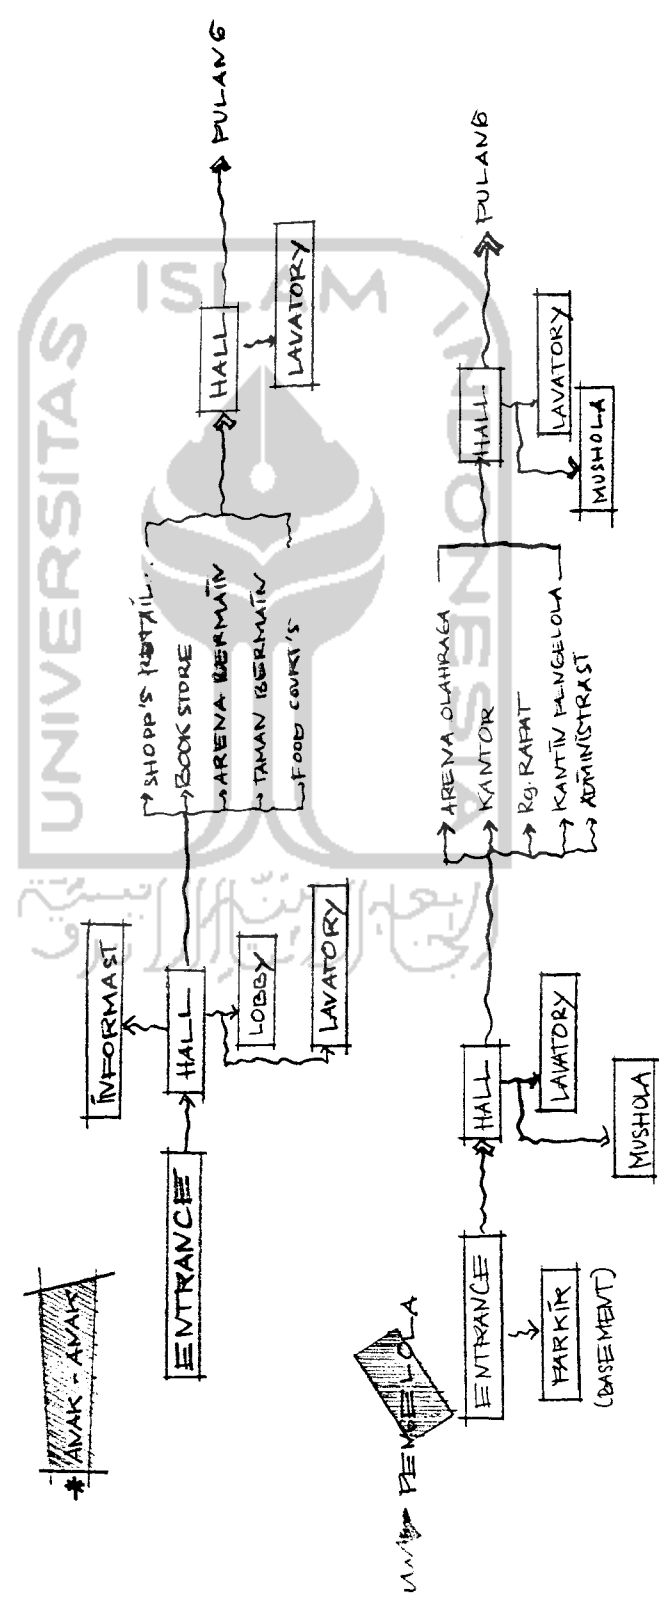 * ANAK - ANAK
ENTRANCE
HALL
INFORMASI
LOBBY
LAVATORY
SHOPP'S RETAIL
BOOK STORE
ARENA BERMAIN
TAMAN BERMAIN
FOOD COURT'S
HALL
LAVATORY
PULANG
PENGELOLA
ENTRANCE
PARKIR
(BASEMENT)
HALL
LAVATORY
MUSHOLA
ARENA OLAHRAGA
KANTOR
Rg. RAPAT
KANTIN PENGELOLA
ADMINISTRASI
HALL
LAVATORY
MUSHOLA
PULANG
UNIVERSITAS
ISLAM
INDONESIA